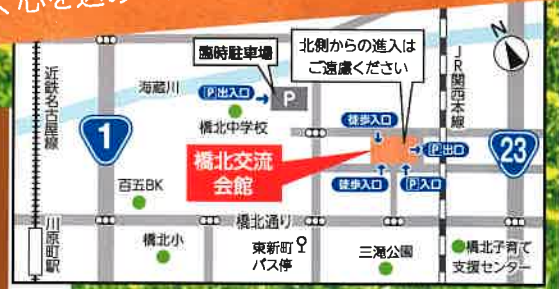 く心を込め
臨時駐車場
北側からの進入は
ご遠慮ください
N
近鉄名古屋線
海蔵川
P出入口
P
JR関西本線
橋北中学校
徒歩入口
1
橋北交流
会館
P出口
23
百五BK
徒歩入口
P入口
川原町駅
橋北通り
橋北小
東新町
バス停
三滝公園
橋北子育て
支援センター